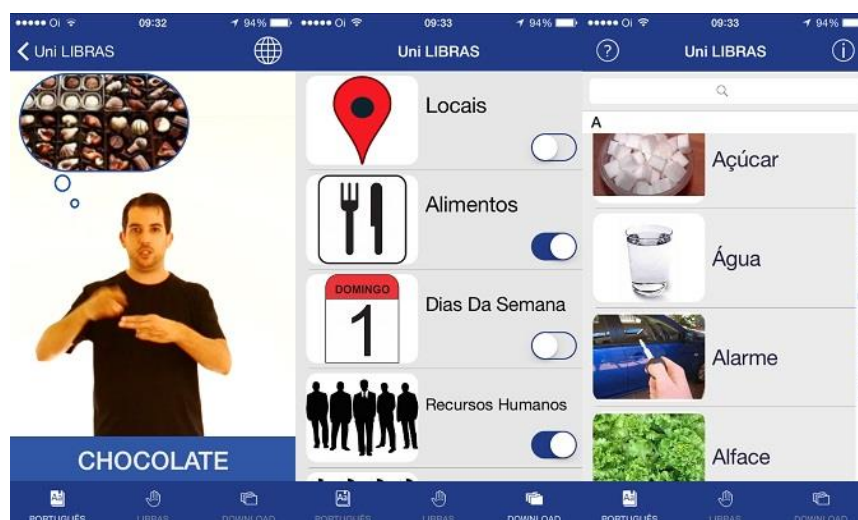 Oi 09:32 94%
Uni LIBRAS
CHOCOLATE
PORTUGUÊS LIBRAS DOWNLOAD
Oi 09:33 94%
Uni LIBRAS
Locais
Alimentos
DOMINGO
1
Dias Da Semana
Recursos Humanos
PORTUGUÊS LIBRAS DOWNLOAD
Oi 09:33 94%
? Uni LIBRAS i
A
Açúcar
Água
Alarme
Alface
PORTUGUÊS LIBRAS DOWNLOAD